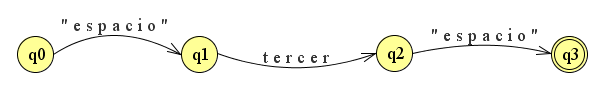 "espacio"
"espacio"
q0
q1
tercer
q2
q3